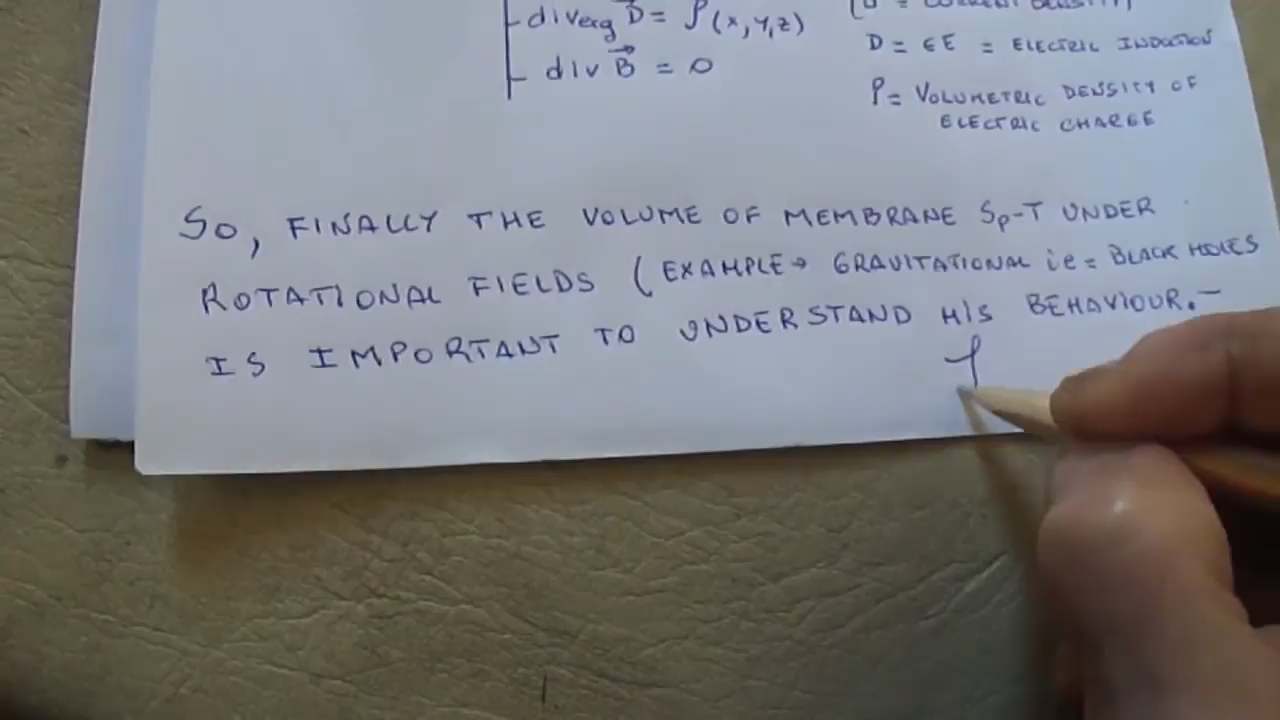 diverg D⃗ = ρ(x,y,z)
div B⃗ = 0
D = ϵE = ELECTRIC INDUCTION
ρ = VOLUMETRIC DENSITY OF
ELECTRIC CHARGE
SO, FINALLY THE VOLUME OF MEMBRANE Sp-T UNDER
ROTATIONAL FIELDS (EXAMPLE→ GRAVITATIONAL ie = BLACK HOLES
IS IMPORTANT TO UNDERSTAND HIS BEHAVIOUR.-